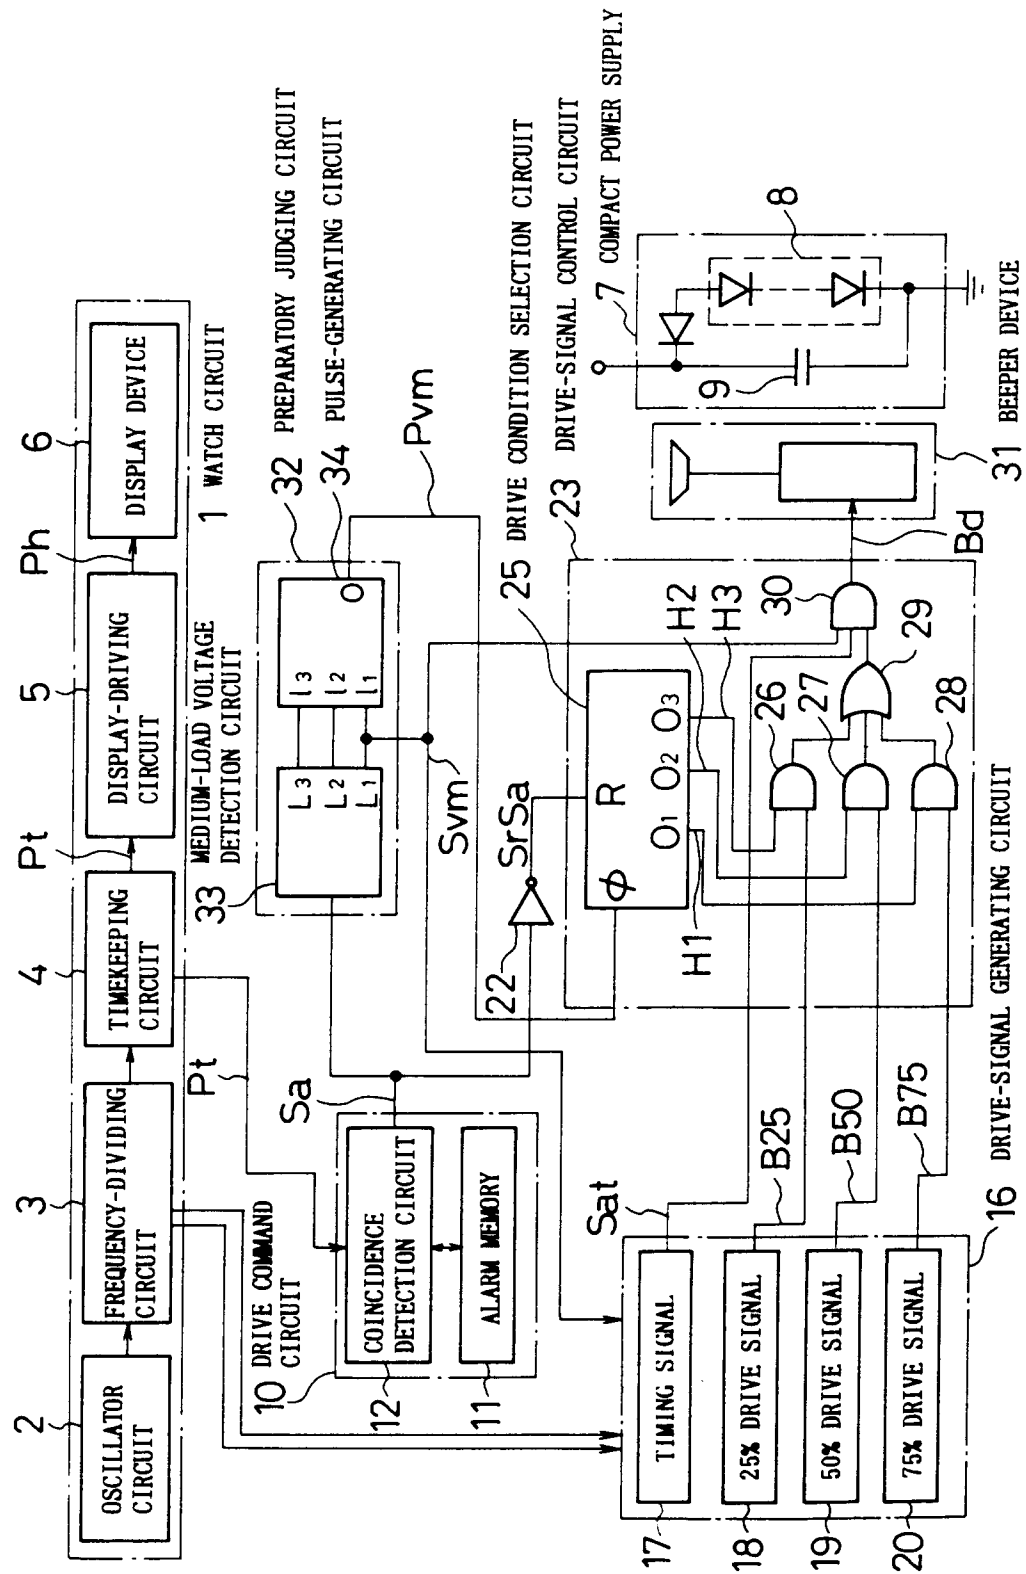 2
OSCILLATOR
CIRCUIT
3
FREQUENCY-DIVIDING
CIRCUIT
4
TIMEKEEPING
CIRCUIT
Pt
5
DISPLAY-DRIVING
CIRCUIT
Ph
6
DISPLAY DEVICE
1 WATCH CIRCUIT
Pt
33
MEDIUM-LOAD VOLTAGE
DETECTION CIRCUIT
L3
L2
L1
I3
I2
I1
O
32 PREPARATORY JUDGING CIRCUIT
34 PULSE-GENERATING CIRCUIT
Pvm
Svm
10 DRIVE COMMAND
CIRCUIT
12
COINCIDENCE
DETECTION CIRCUIT
11
ALARM MEMORY
Sa
22
SrSa
25 DRIVE CONDITION SELECTION CIRCUIT
23 DRIVE-SIGNAL CONTROL CIRCUIT
ϕ
R
O1
O2
O3
H1
H2
H3
26
27
28
29
30
Bd
7 COMPACT POWER SUPPLY
8
9
31 BEEPER DEVICE
Sat
17
TIMING SIGNAL
18
25% DRIVE SIGNAL
B25
19
50% DRIVE SIGNAL
B50
20
75% DRIVE SIGNAL
B75
16 DRIVE-SIGNAL GENERATING CIRCUIT